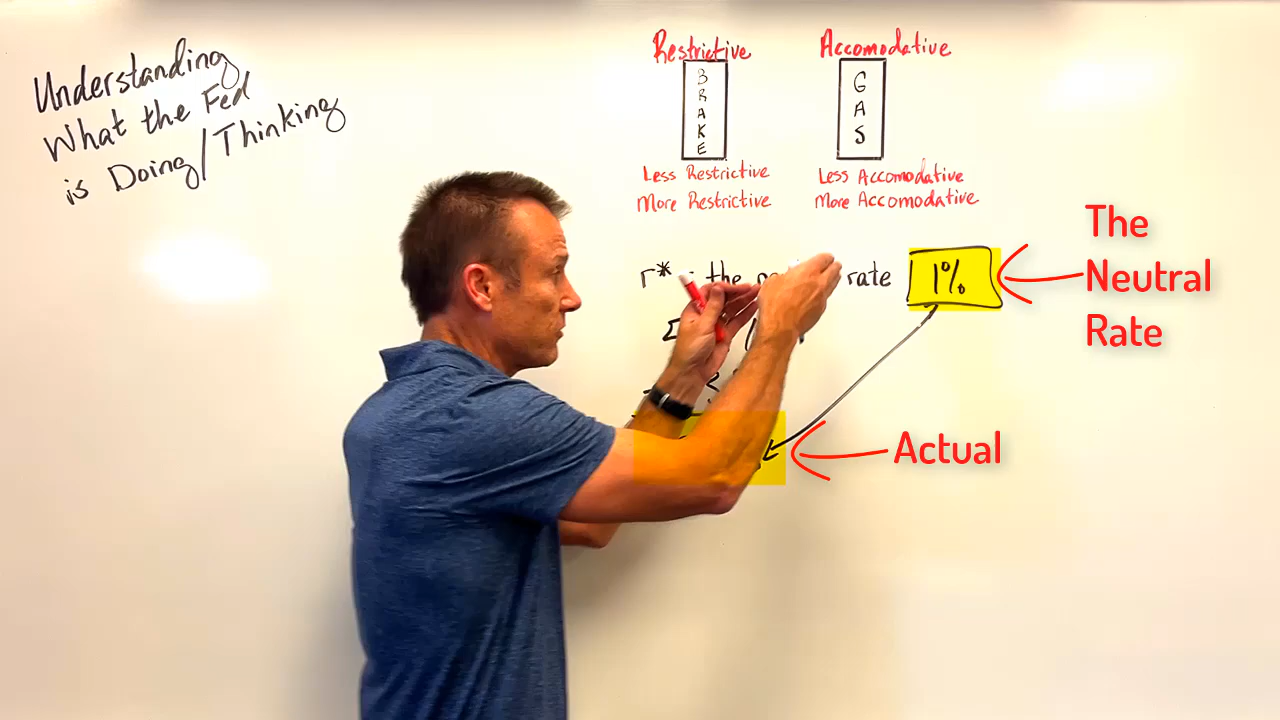 Understanding
What the Fed
is Doing/Thinking
Restrictive
BRAKE
Less Restrictive
More Restrictive
Accomodative
GAS
Less Accomodative
More Accomodative
r* the rate 1%
The
Neutral
Rate
Actual